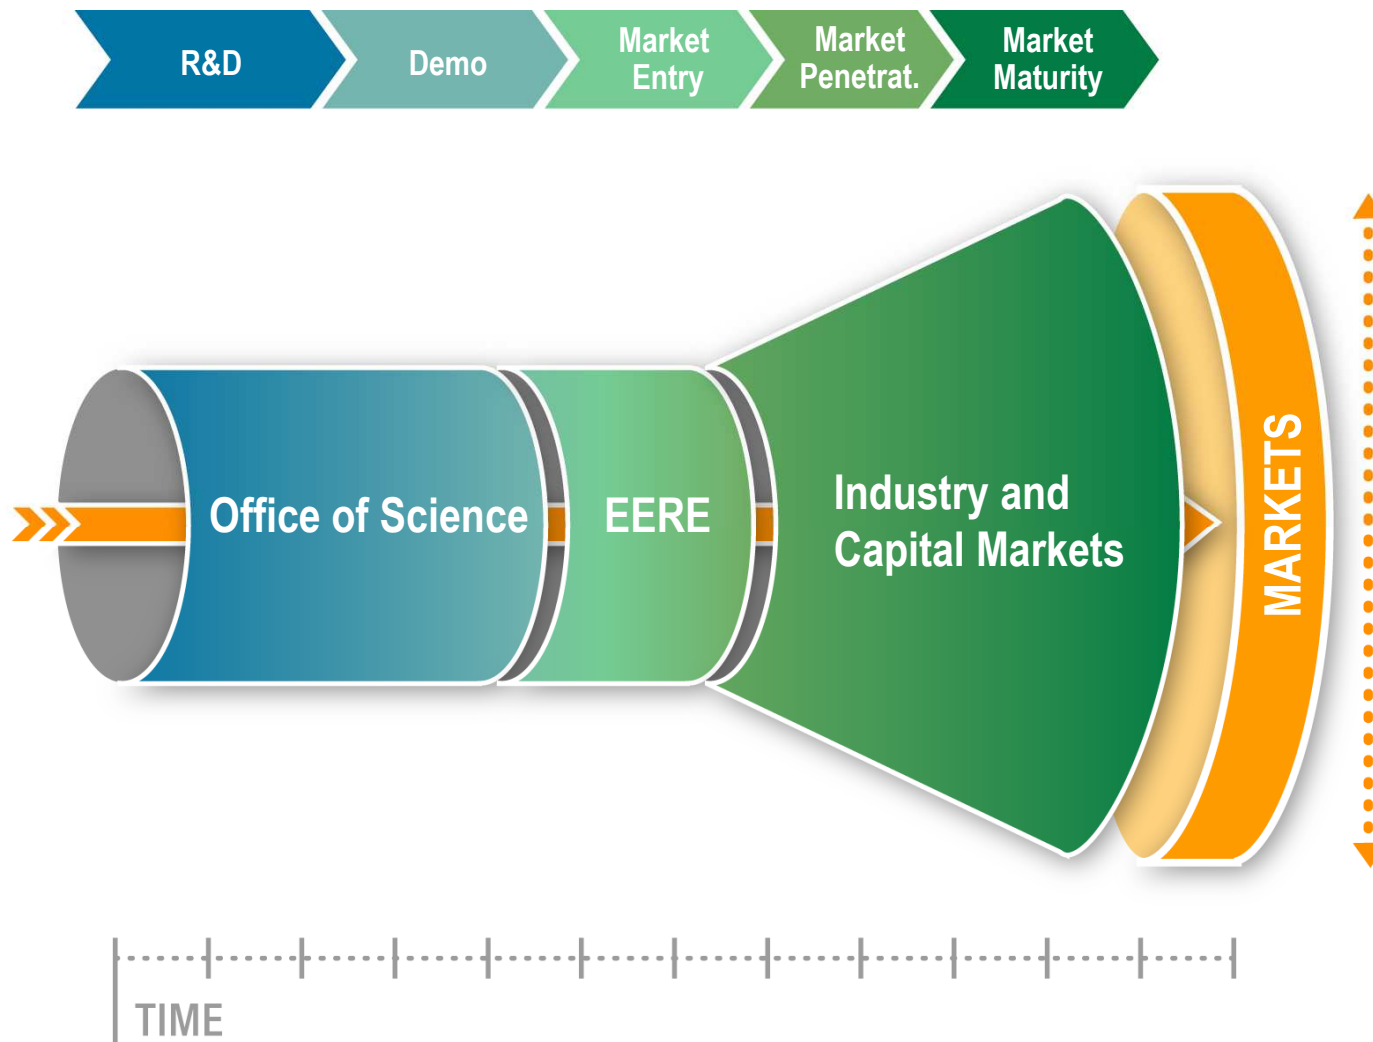 R&D
Demo
Market
Entry
Market
Penetrat.
Market
Maturity
Office of Science
EERE
Industry and
Capital Markets
MARKETS
TIME